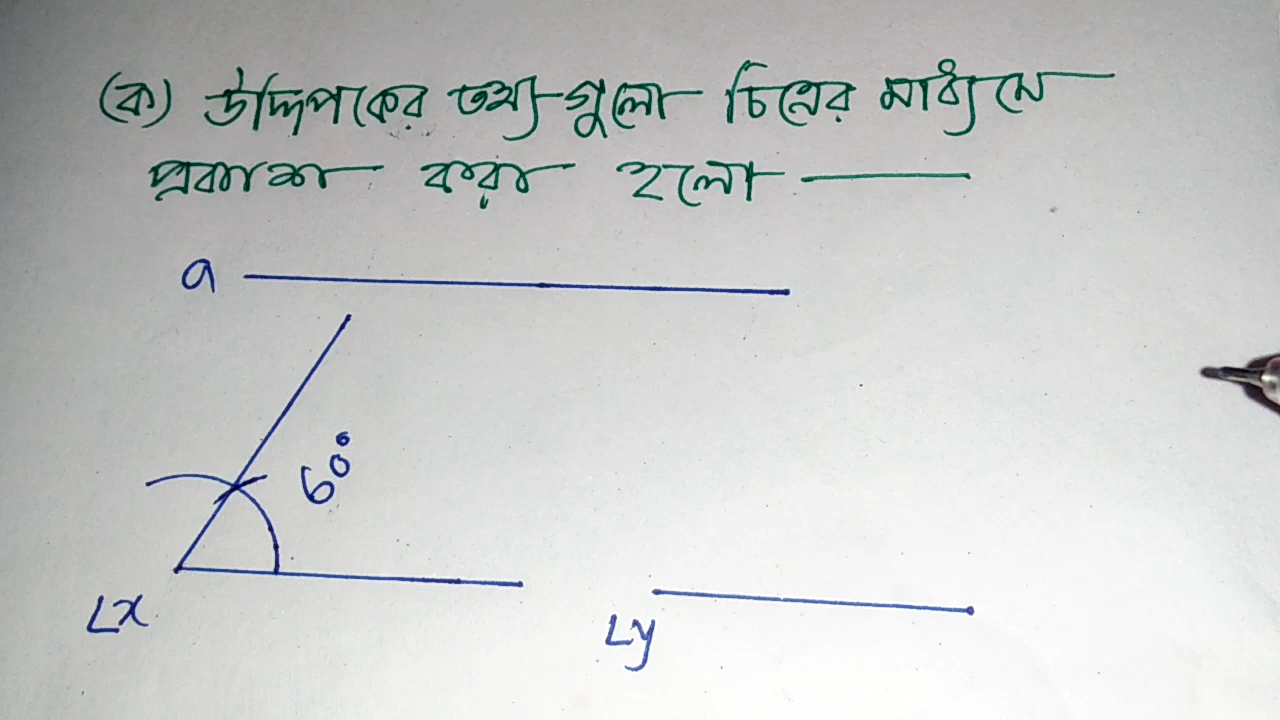 (ক) উদ্দিপকের তথ্যগুলো চিত্রের মাধ্যমে
প্রকাশ করা হলো —
a
60°
∠x
∠y